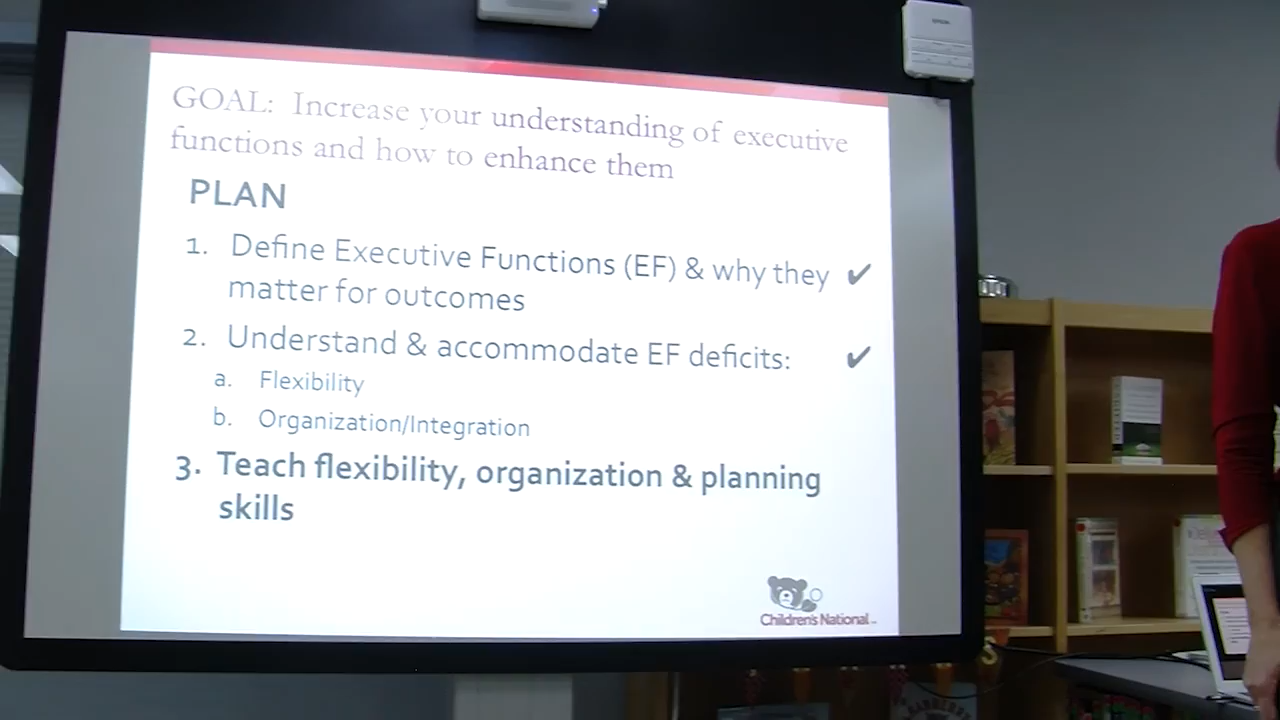 EPSON
GOAL: Increase your understanding of executive
functions and how to enhance them
PLAN
1. Define Executive Functions (EF) & why they ✔
matter for outcomes
2. Understand & accommodate EF deficits: ✔
a. Flexibility
b. Organization/Integration
3. Teach flexibility, organization & planning
skills
Children's National